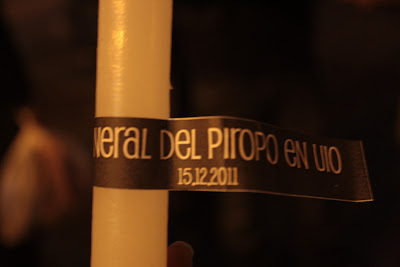 neral del piropo en uio
15.12.2011